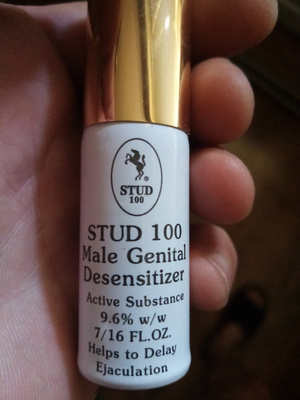 STUD
100
STUD 100
Male Genital
Desensitizer
Active Substance
9.6% w/w
7/16 FL.OZ.
Helps to Delay
Ejaculation